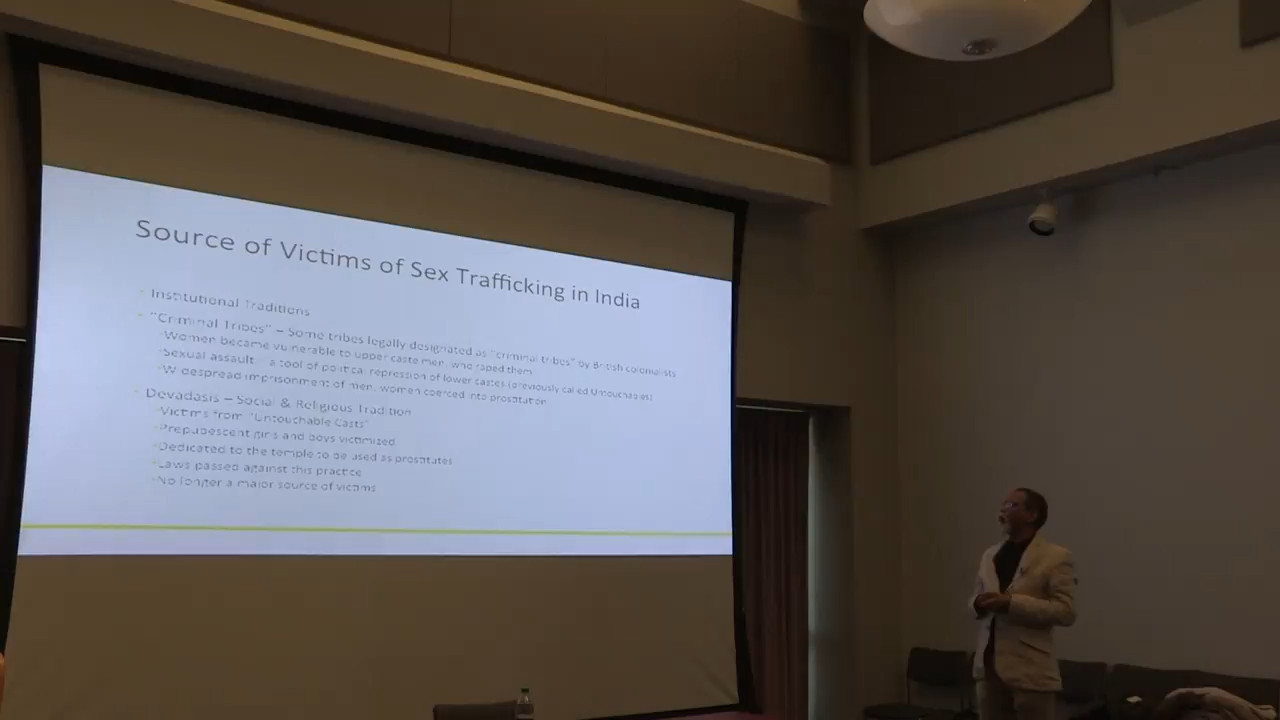 Source of Victims of Sex Trafficking in India
Institutional Traditions
"Criminal Tribes" – Some tribes legally designated as "criminal tribes" by British colonialists
Women became vulnerable to upper caste men, who raped them
Sexual assault – a tool of political repression of lower castes (previously called Untouchables)
Widespread imprisonment of men, women coerced into prostitution
Devadasis – Social & Religious Tradition
Victims from "Untouchable Casts"
Prepubescent girls and boys victimized
Dedicated to the temple to be used as prostitutes
Laws passed against this practice
No longer a major source of victims